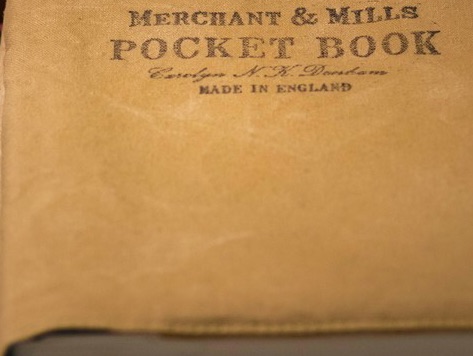 MERCHANT & MILLS
POCKET BOOK
Carolyn N. K. Denham
MADE IN ENGLAND